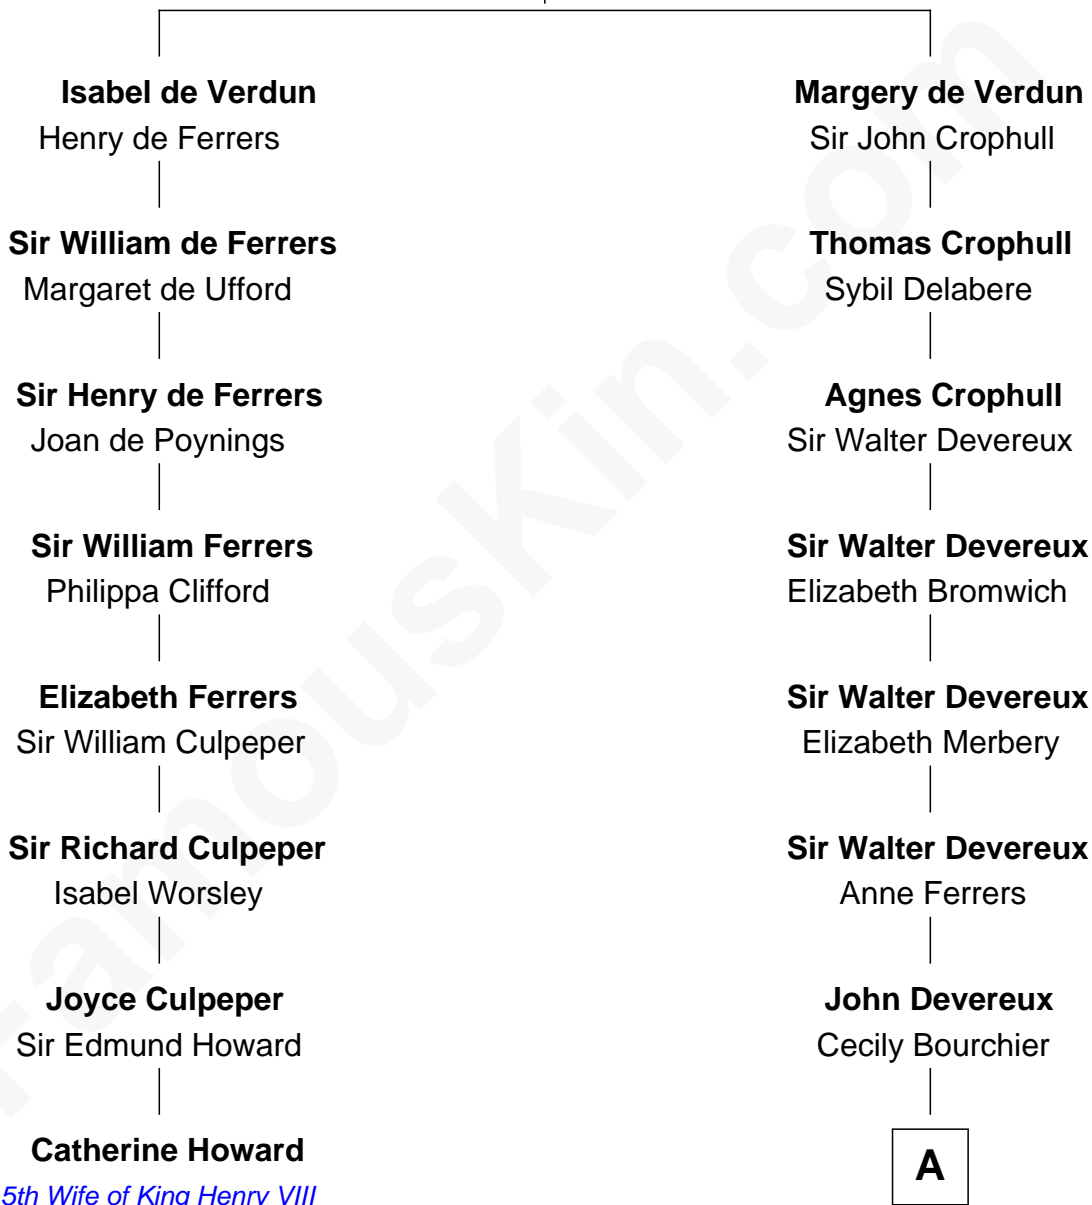 Isabel de Verdun
Henry de Ferrers
Margery de Verdun
Sir John Crophull
Sir William de Ferrers
Margaret de Ufford
Thomas Crophull
Sybil Delabere
Sir Henry de Ferrers
Joan de Poynings
Agnes Crophull
Sir Walter Devereux
Sir William Ferrers
Philippa Clifford
Sir Walter Devereux
Elizabeth Bromwich
Elizabeth Ferrers
Sir William Culpeper
Sir Walter Devereux
Elizabeth Merbery
Sir Richard Culpeper
Isabel Worsley
Sir Walter Devereux
Anne Ferrers
Joyce Culpeper
Sir Edmund Howard
John Devereux
Cecily Bourchier
Catherine Howard
5th Wife of King Henry VIII
A
FamousKin.com